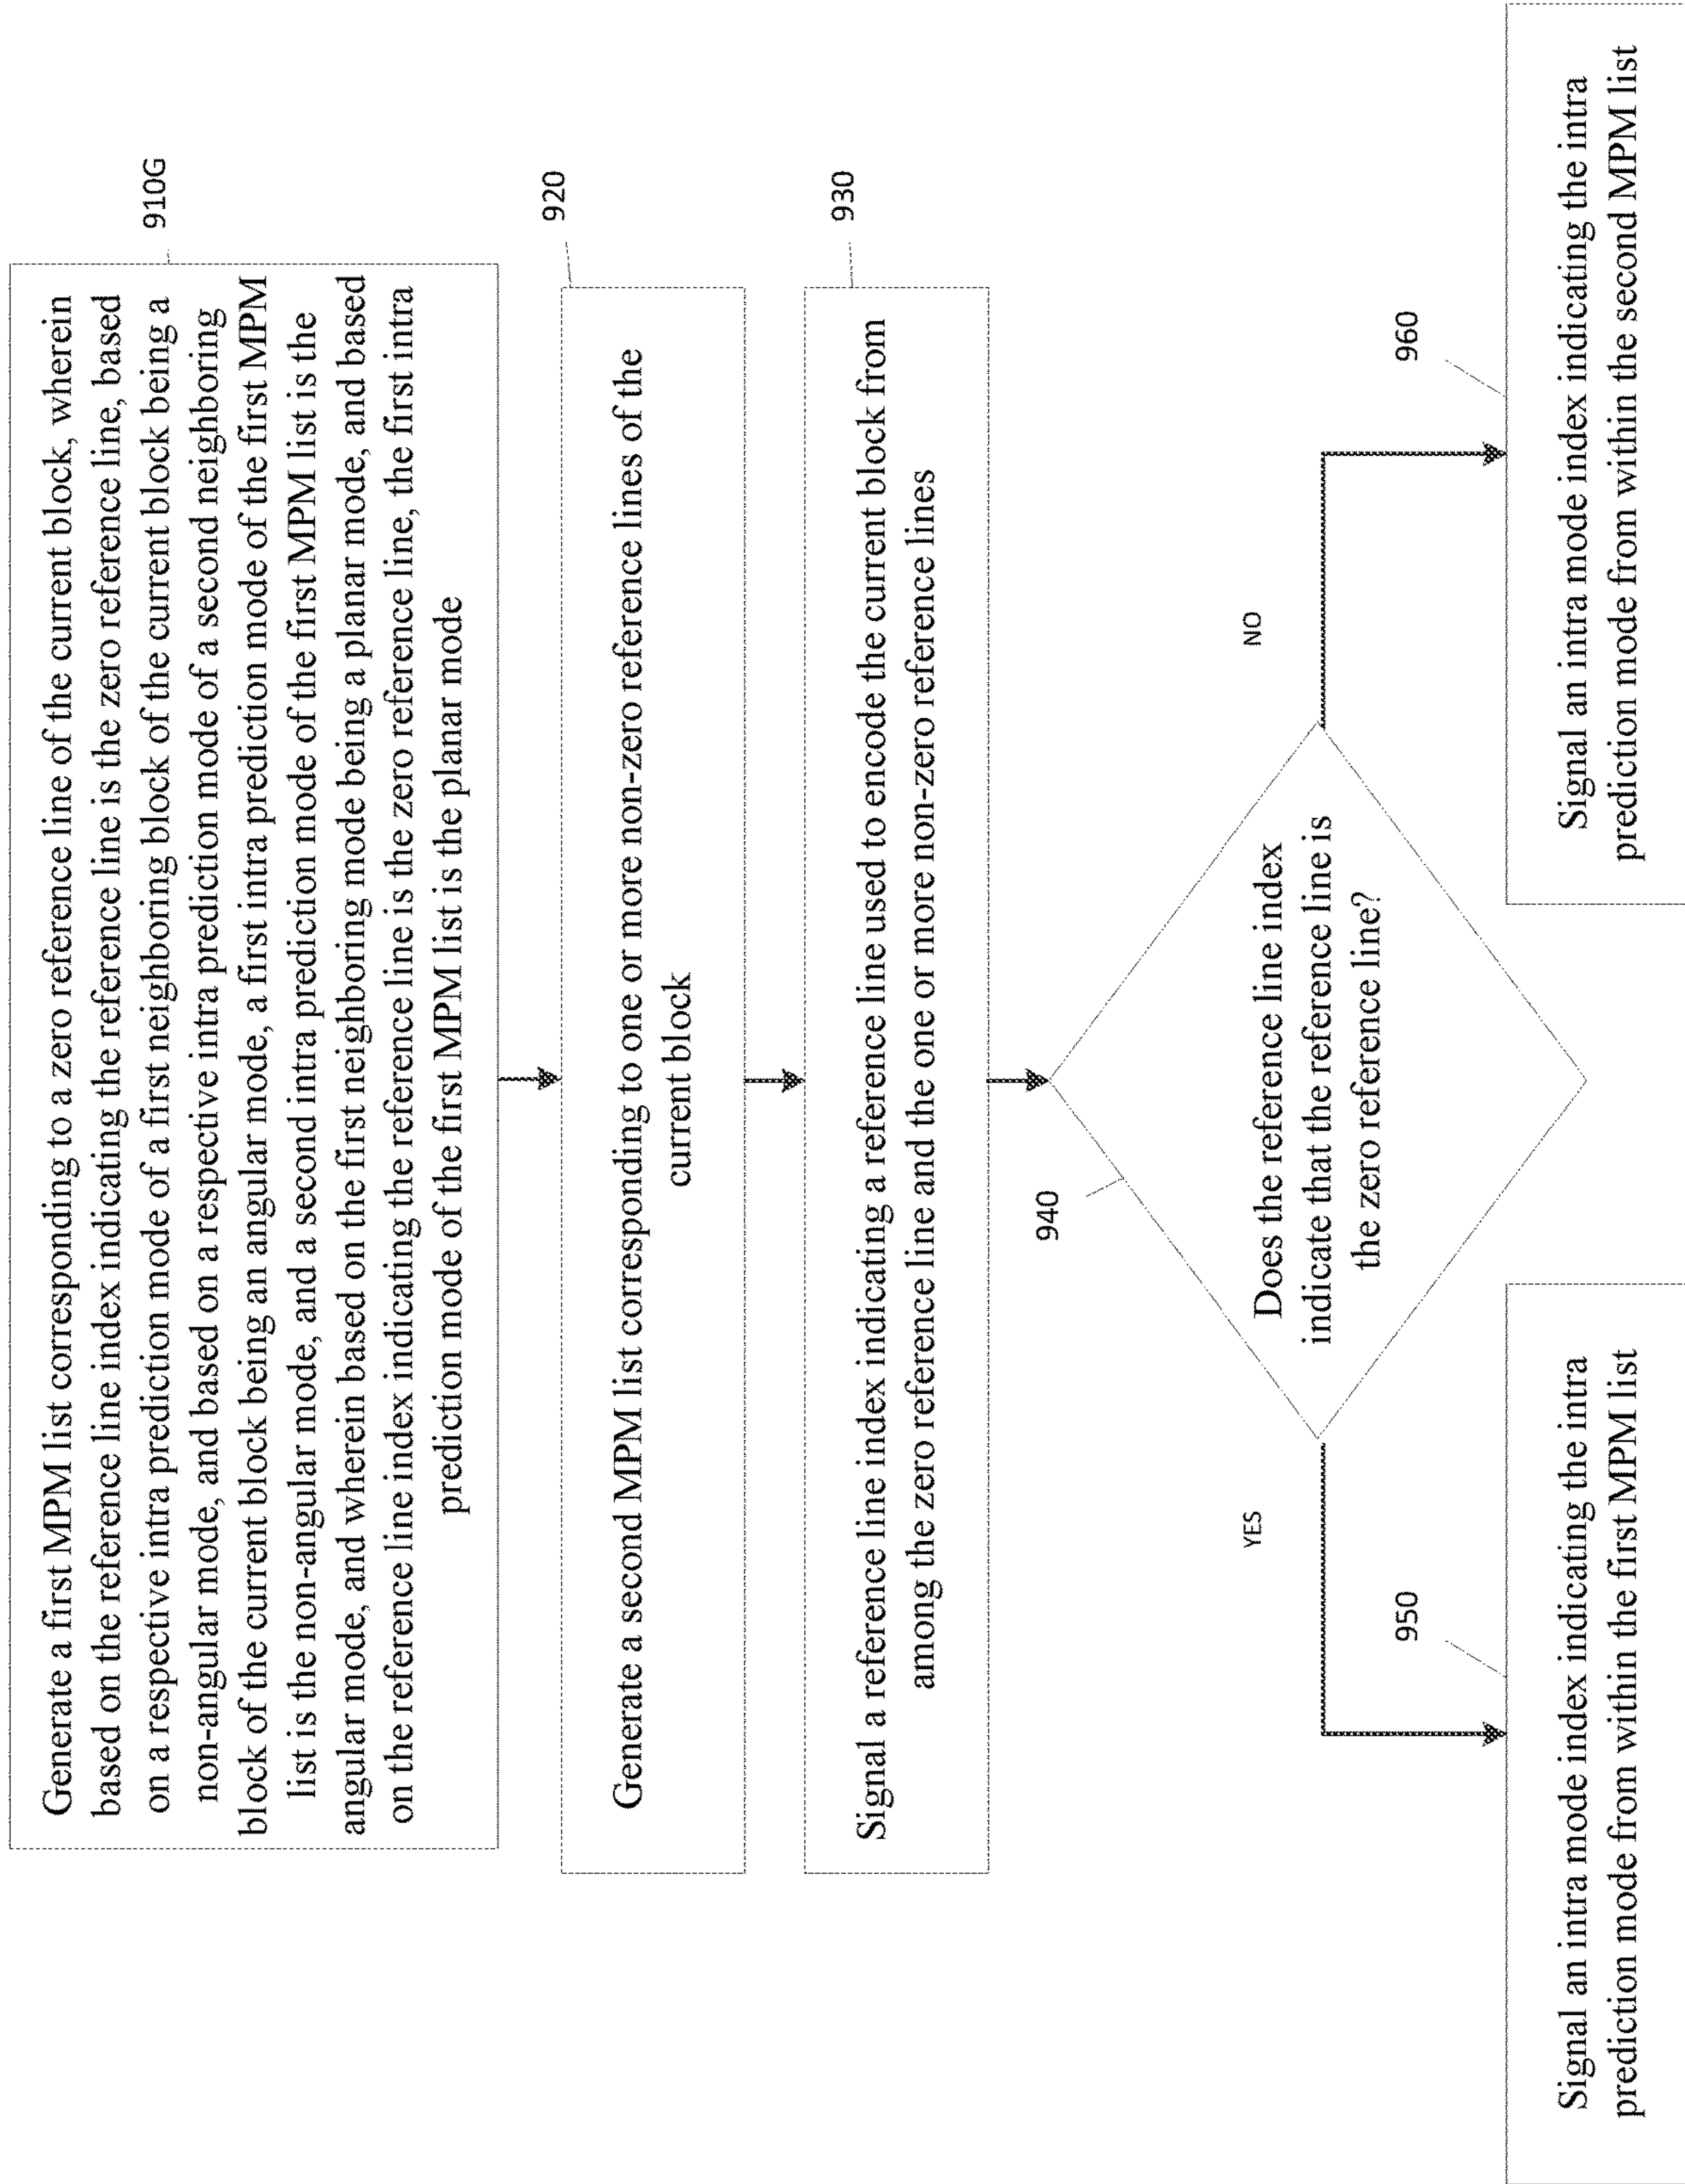 Generate a first MPM list corresponding to a zero reference line of the current block, wherein
based on the reference line index indicating the reference line is the zero reference line, based
on a respective intra prediction mode of a first neighboring block of the current block being a
non-angular mode, and based on a respective intra prediction mode of a second neighboring
block of the current block being an angular mode, a first intra prediction mode of the first MPM
list is the non-angular mode, and a second intra prediction mode of the first MPM list is the
angular mode, and wherein based on the first neighboring mode being a planar mode, and based
on the reference line index indicating the reference line is the zero reference line, the first intra
prediction mode of the first MPM list is the planar mode
910G
Generate a second MPM list corresponding to one or more non-zero reference lines of the
current block
920
Signal a reference line index indicating a reference line used to encode the current block from
among the zero reference line and the one or more non-zero reference lines
930
940
Does the reference line index
indicate that the reference line is
the zero reference line?
YES
NO
950
Signal an intra mode index indicating the intra
prediction mode from within the first MPM list
960
Signal an intra mode index indicating the intra
prediction mode from within the second MPM list